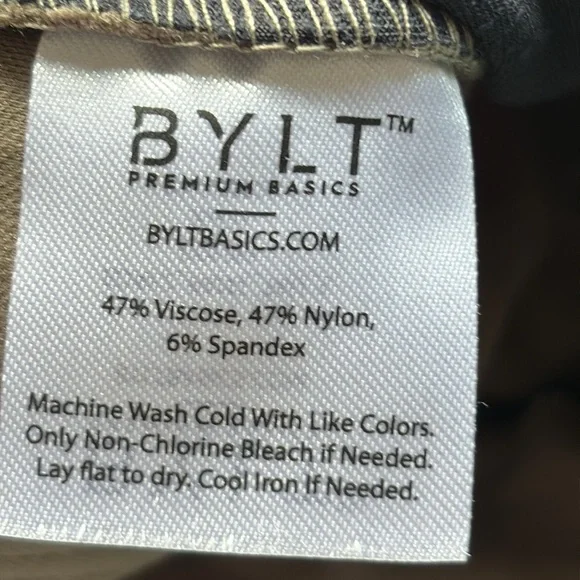 BYLT™
PREMIUM BASICS
BYLTBASICS.COM
47% Viscose, 47% Nylon,
6% Spandex
Machine Wash Cold With Like Colors.
Only Non-Chlorine Bleach if Needed.
Lay flat to dry. Cool Iron If Needed.